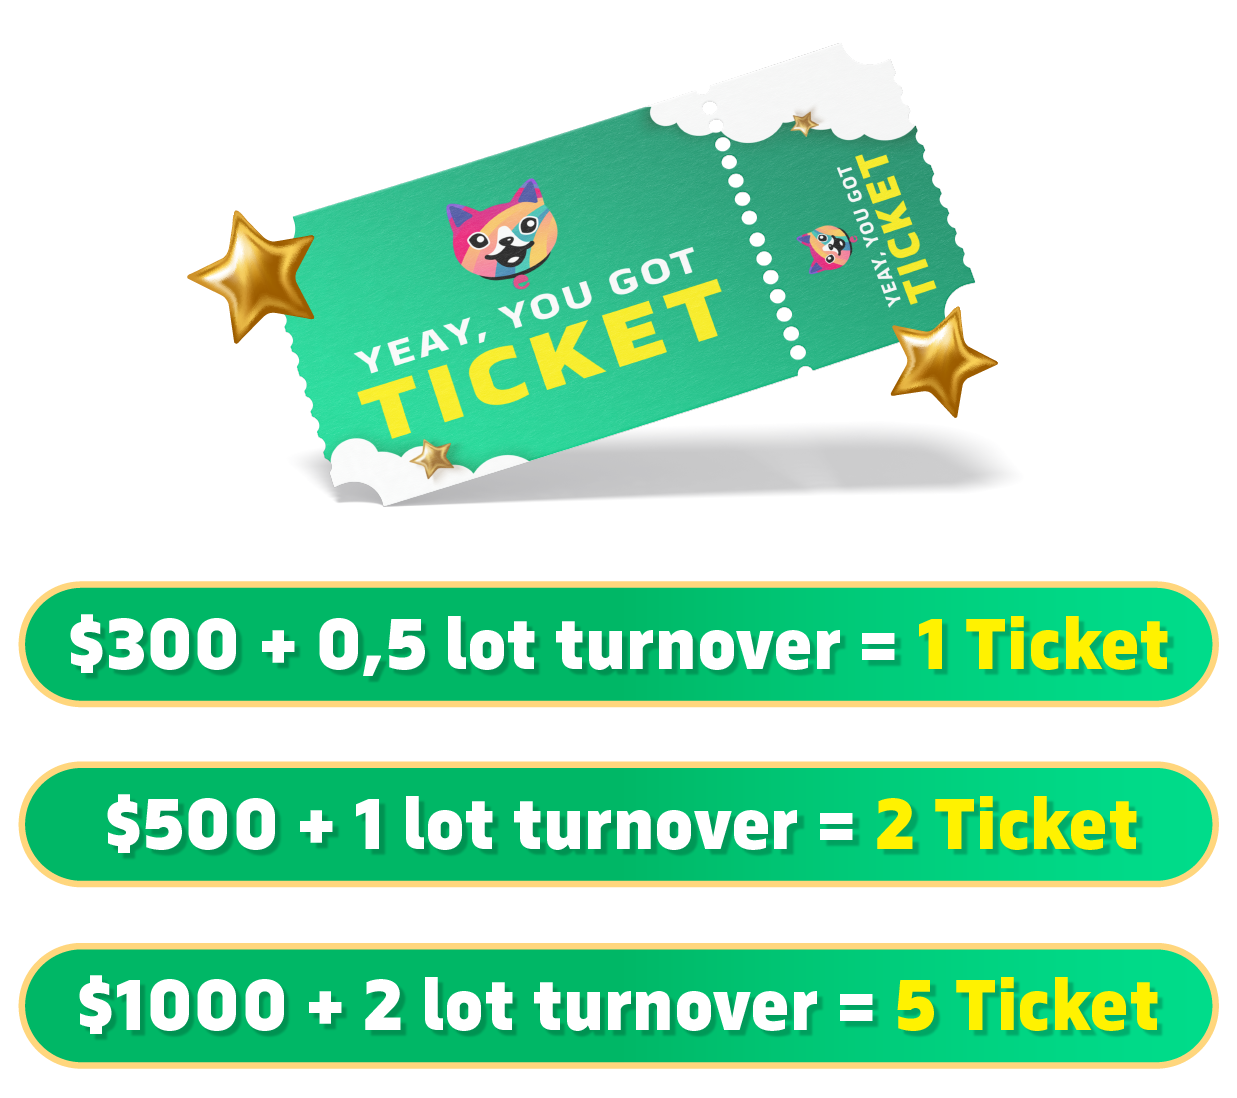 YEAY, YOU GOT
TICKET
YEAY, YOU GOT
TICKET
$300 + 0,5 lot turnover = 1 Ticket
$500 + 1 lot turnover = 2 Ticket
$1000 + 2 lot turnover = 5 Ticket